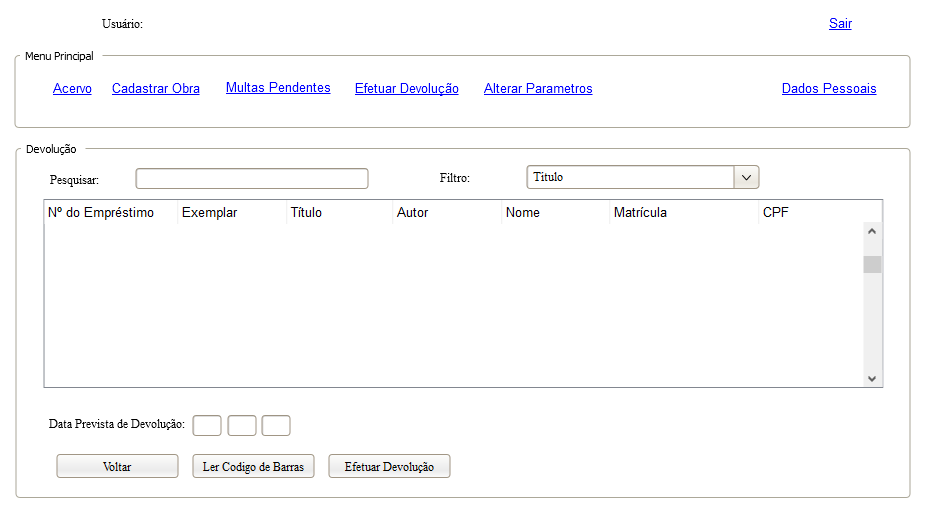 Usuário: Sair
Menu Principal
Acervo Cadastrar Obra Multas Pendentes Efetuar Devolução Alterar Parametros Dados Pessoais
Devolução
Pesquisar: Filtro: Título
Nº do Empréstimo Exemplar Título Autor Nome Matrícula CPF
Data Prevista de Devolução:
Voltar Ler Codigo de Barras Efetuar Devolução